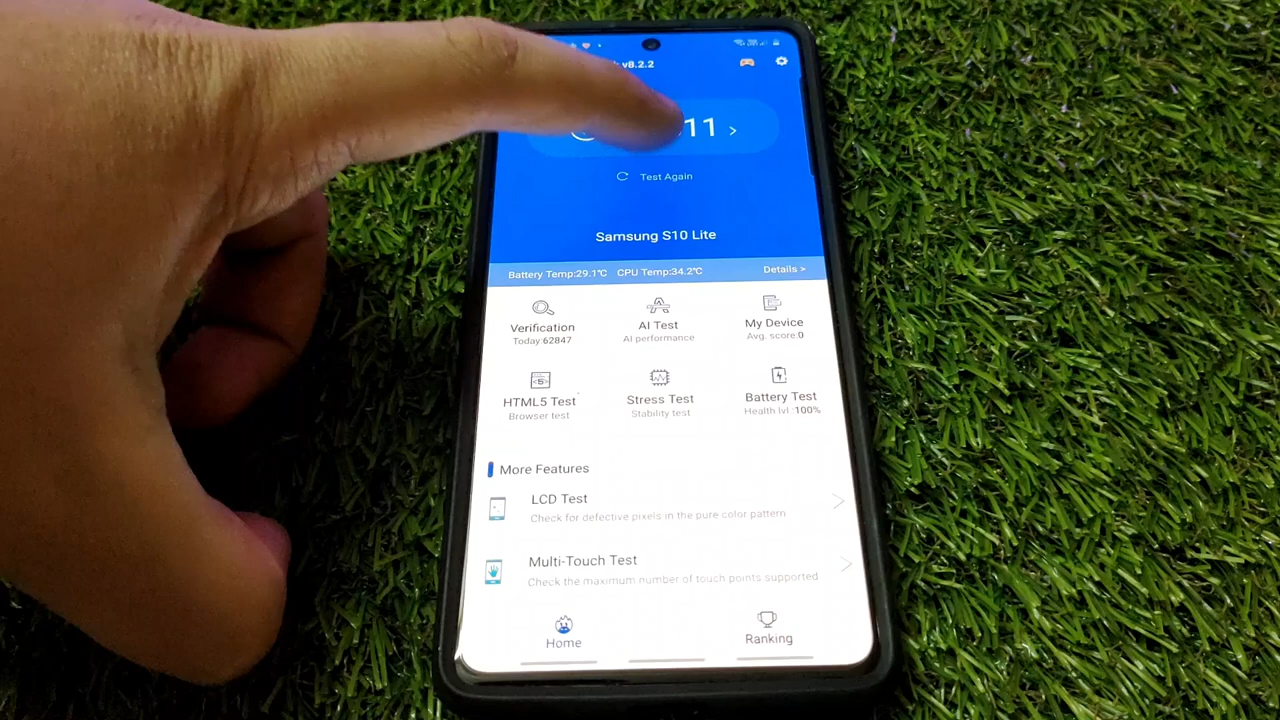 v8.2.2
11 >
Test Again
Samsung S10 Lite
Battery Temp:29.1℃ CPU Temp:34.2℃ Details >
Verification AI Test My Device
Today:62847 AI performance Avg. score:0
HTML5 Test Stress Test Battery Test
Browser test Stability test Health lvl :100%
More Features
LCD Test
Check for defective pixels in the pure color pattern
Multi-Touch Test
Check the maximum number of touch points supported
Home Ranking